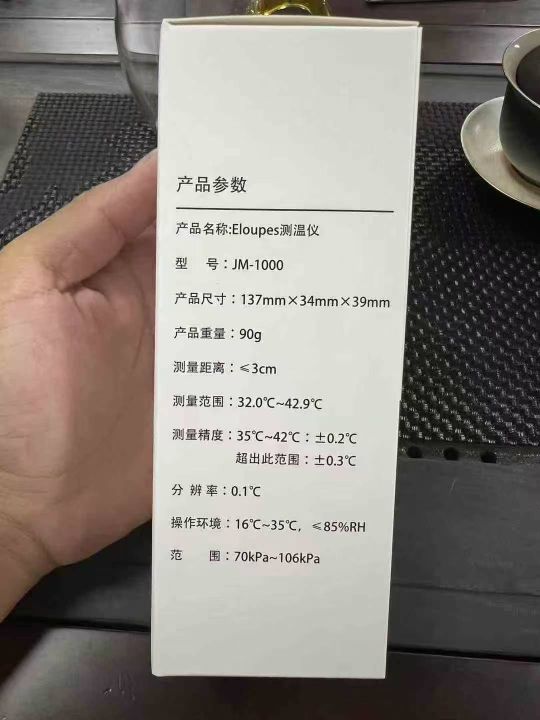 产品参数
产品名称:Eloupes测温仪
型 号：JM-1000
产品尺寸：137mm×34mm×39mm
产品重量：90g
测量距离：≤3cm
测量范围：32.0℃~42.9℃
测量精度：35℃~42℃：±0.2℃
超出此范围：±0.3℃
分 辨 率：0.1℃
操作环境：16℃~35℃，≤85%RH
范 围：70kPa~106kPa